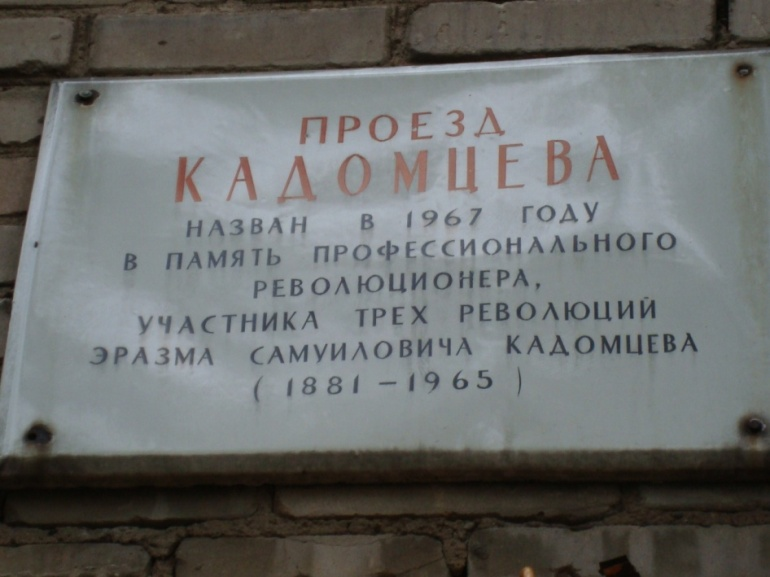 ПРОЕЗД
КАДОМЦЕВА
НАЗВАН В 1967 ГОДУ
В ПАМЯТЬ ПРОФЕССИОНАЛЬНОГО
РЕВОЛЮЦИОНЕРА,
УЧАСТНИКА ТРЕХ РЕВОЛЮЦИЙ
ЭРАЗМА САМУИЛОВИЧА КАДОМЦЕВА
(1881-1965)